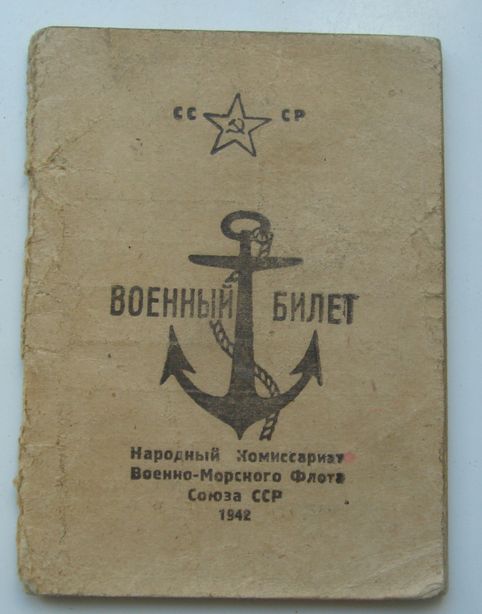 СС СР
ВОЕННЫЙ БИЛЕТ
Народный Комиссариат
Военно-Морского Флота
Союза ССР
1942